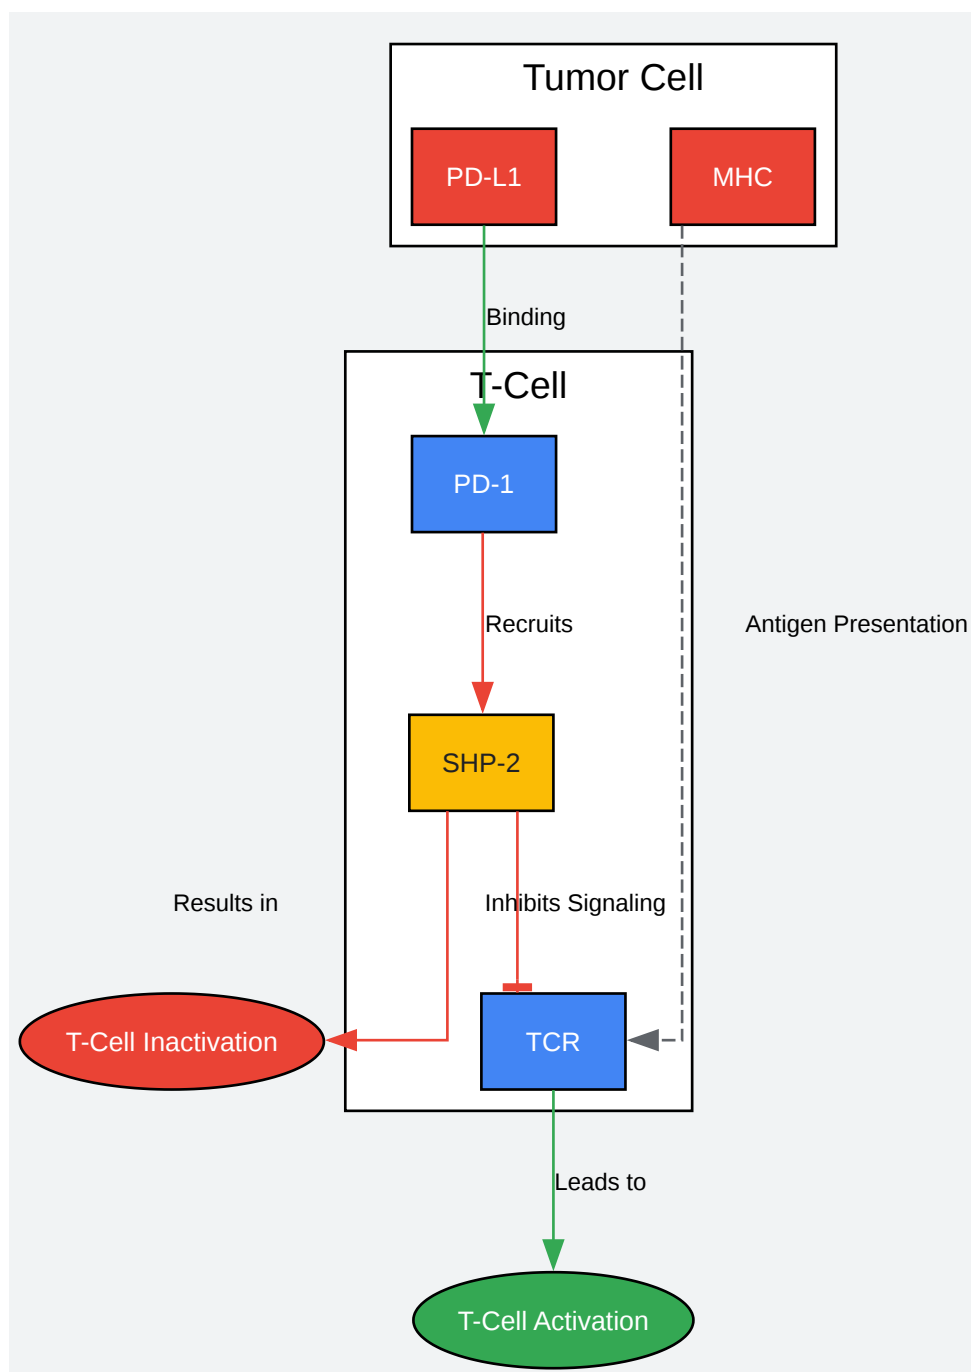 Tumor Cell
PD-L1
MHC
Binding
T-Cell
PD-1
Recruits
Antigen Presentation
SHP-2
Results in
Inhibits Signaling
T-Cell Inactivation
TCR
Leads to
T-Cell Activation